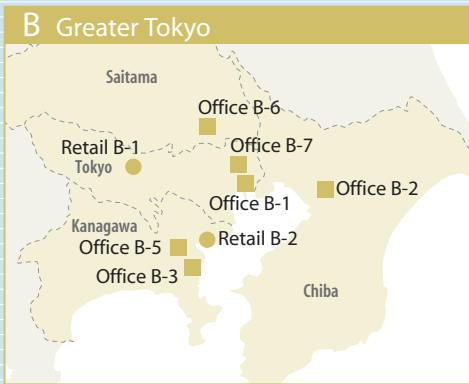 B Greater Tokyo
Saitama
Office B-6
Retail B-1
Office B-7
Tokyo
Office B-2
Office B-1
Kanagawa
Retail B-2
Office B-5
Office B-3
Chiba